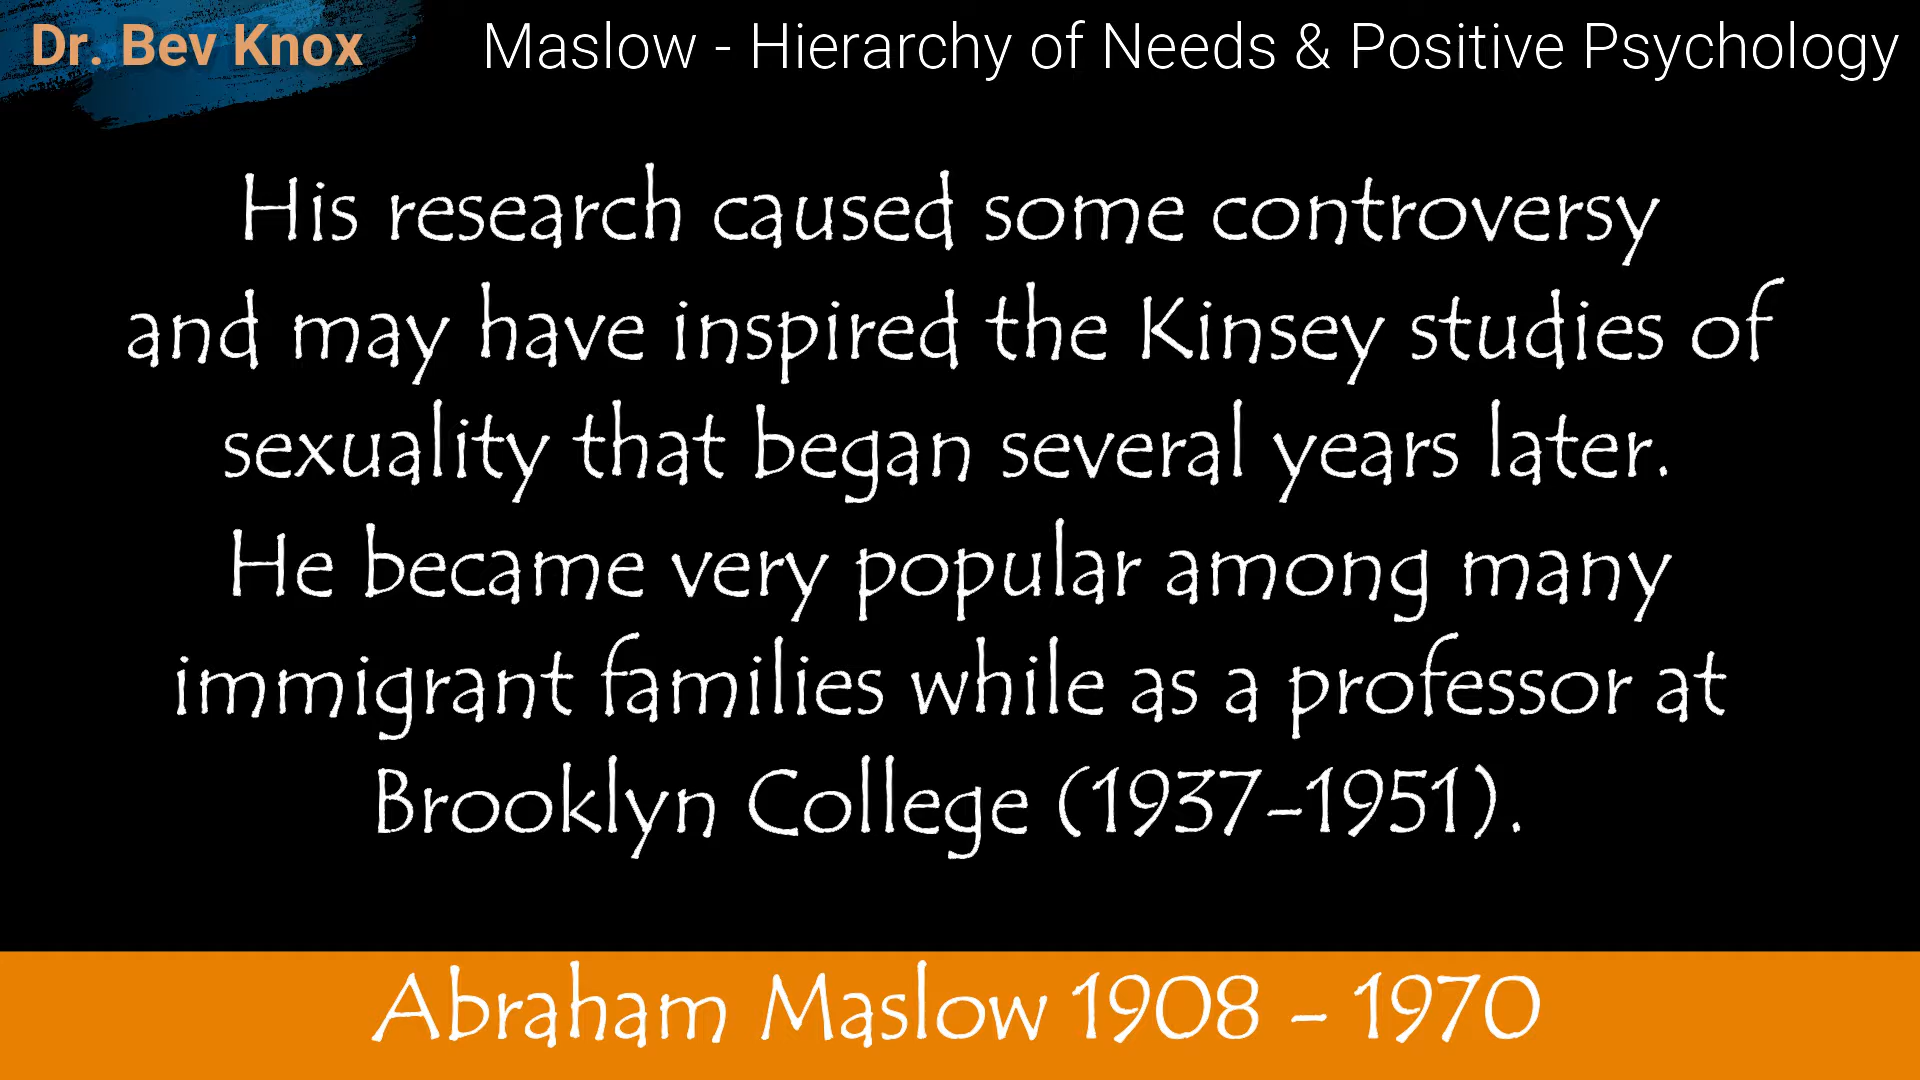 Dr. Bev Knox
Maslow - Hierarchy of Needs & Positive Psychology
His research caused some controversy
and may have inspired the Kinsey studies of
sexuality that began several years later.
He became very popular among many
immigrant families while as a professor at
Brooklyn College (1937-1951).
Abraham Maslow 1908 - 1970